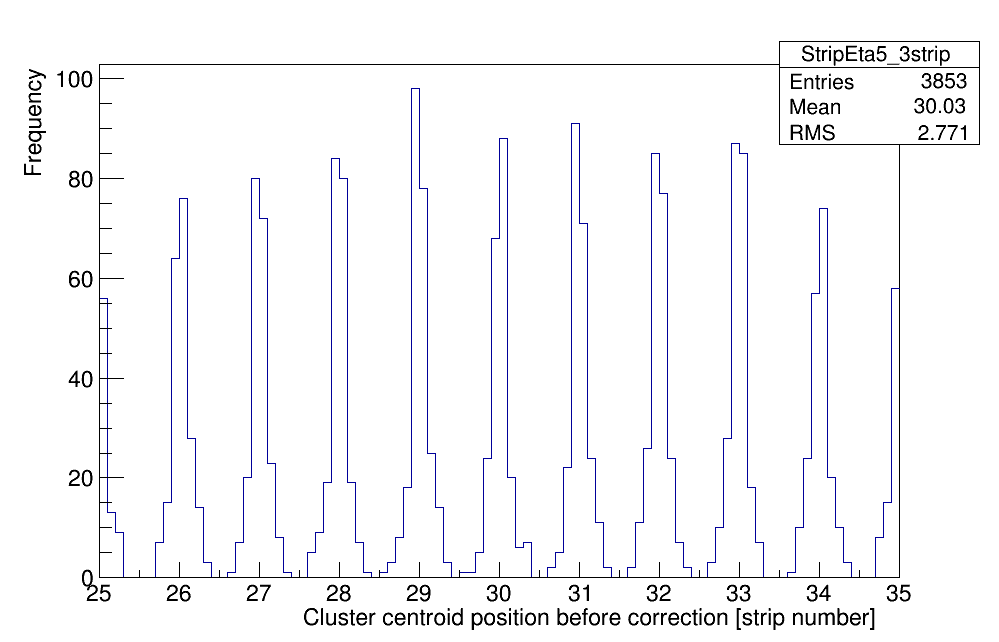 StripEta5_3strip
Entries 3853
Mean 30.03
RMS 2.771
Frequency
100
80
60
40
20
0
25 26 27 28 29 30 31 32 33 34 35
Cluster centroid position before correction [strip number]